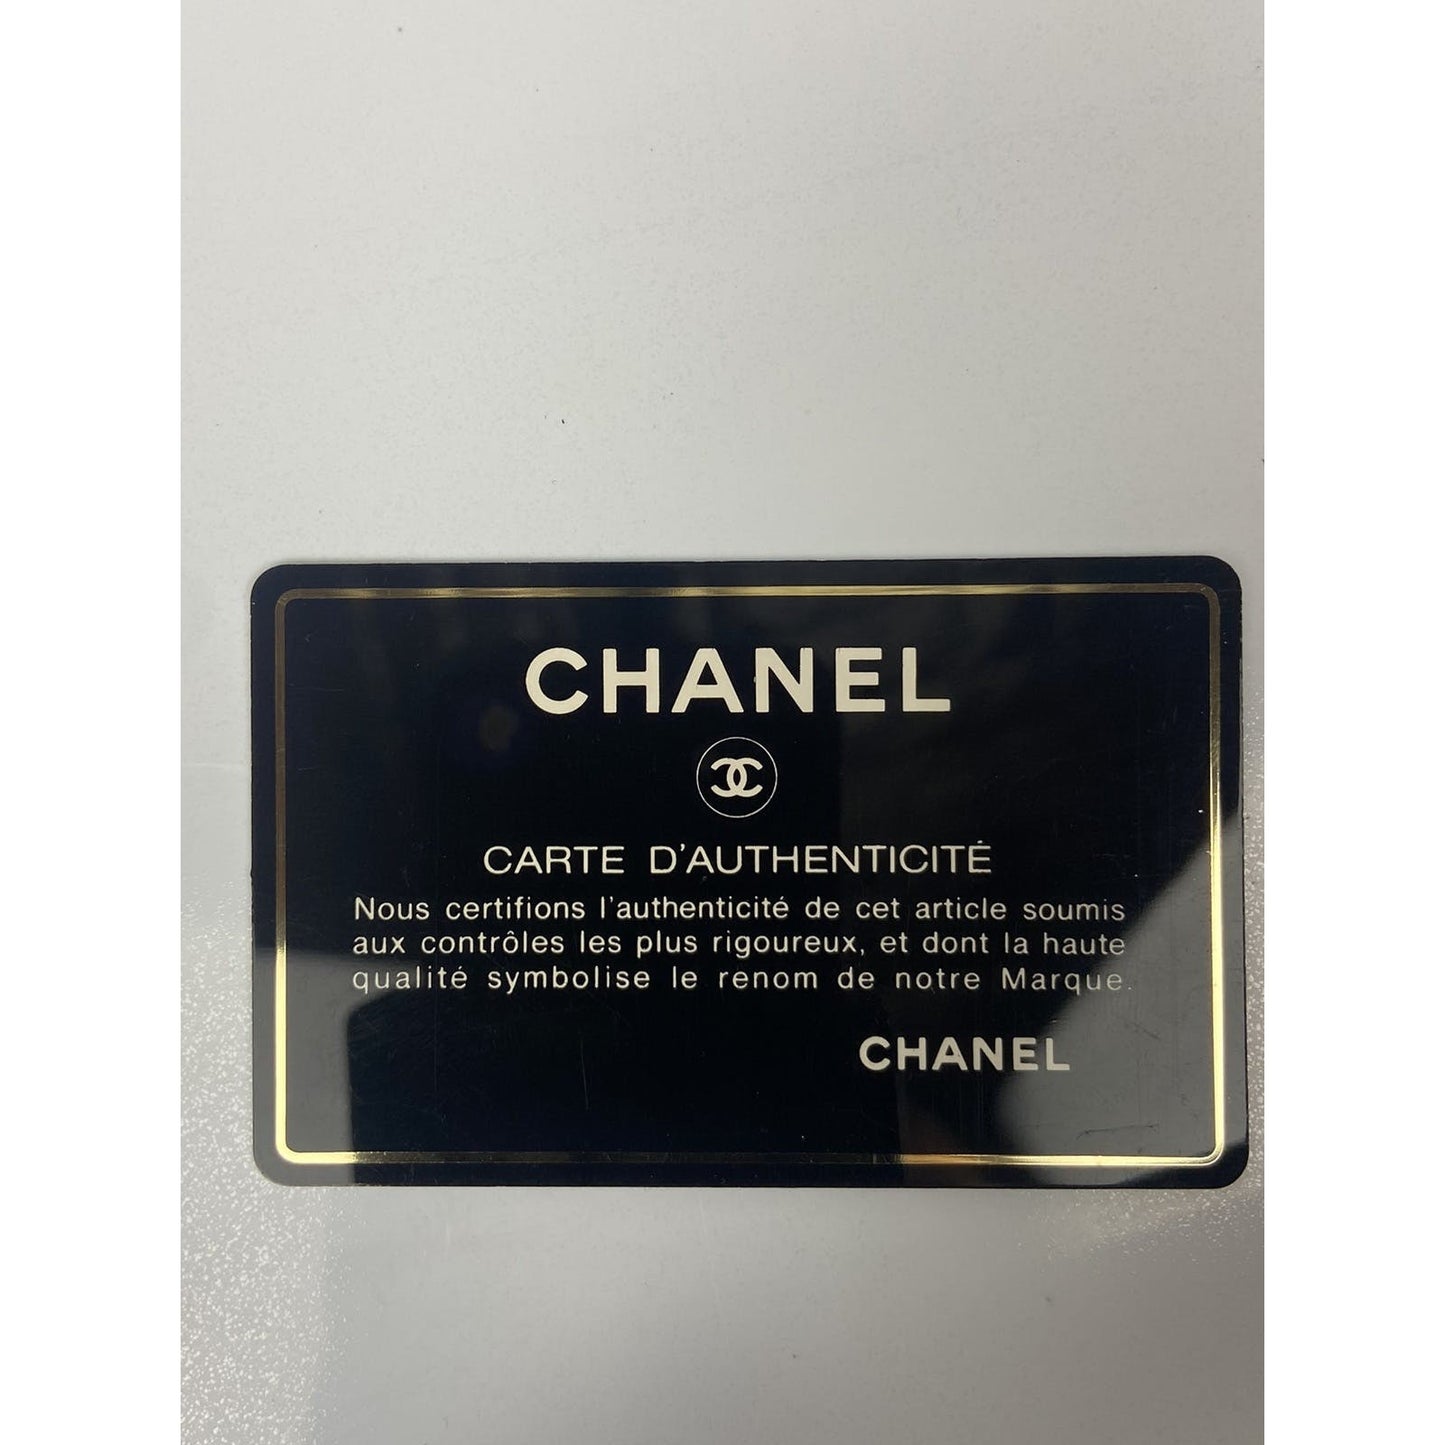 CHANEL
CARTE D'AUTHENTICITÉ
Nous certifions l'authenticité de cet article soumis
aux contrôles les plus rigoureux, et dont la haute
qualité symbolise le renom de notre Marque.
CHANEL